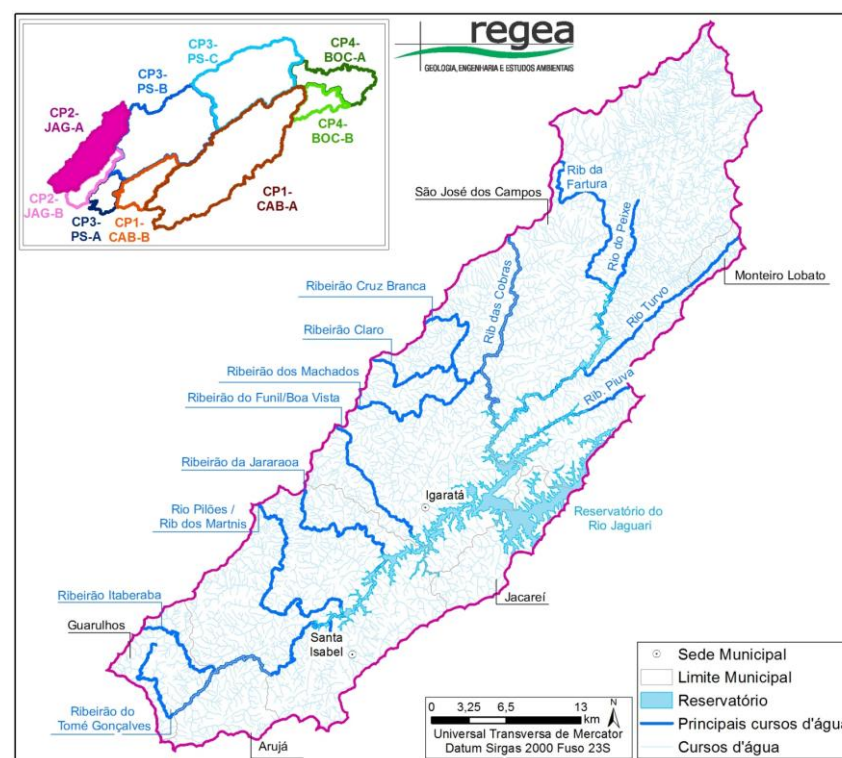 CP3-
PS-C
CP4-
BOC-A
CP3-
PS-B
CP2-
JAG-A
CP4-
BOC-B
CP1-
CAB-A
CP2-
JAG-B
CP3-
PS-A
CP1-
CAB-B
regea
GEOLOGIA, ENGENHARIA E ESTUDOS AMBIENTAIS
Rib da
Fartura
São José dos Campos
Rio do Peixe
Monteiro Lobato
Rib das Cobras
Rio Turvo
Ribeirão Cruz Branca
Ribeirão Claro
Ribeirão dos Machados
Rib. Piuva
Ribeirão do Funil/Boa Vista
Ribeirão da Jararaoa
Igaratá
Rio Pilões /
Rib dos Martnis
Reservatório do
Rio Jaguari
Ribeirão Itaberaba
Jacareí
Guarulhos
Santa
Isabel
Ribeirão do
Tomé Gonçalves
Arujá
0 3,25 6,5 13
km
N
Universal Transversa de Mercator
Datum Sirgas 2000 Fuso 23S
Sede Municipal
Limite Municipal
Reservatório
Principais cursos d'água
Cursos d'água